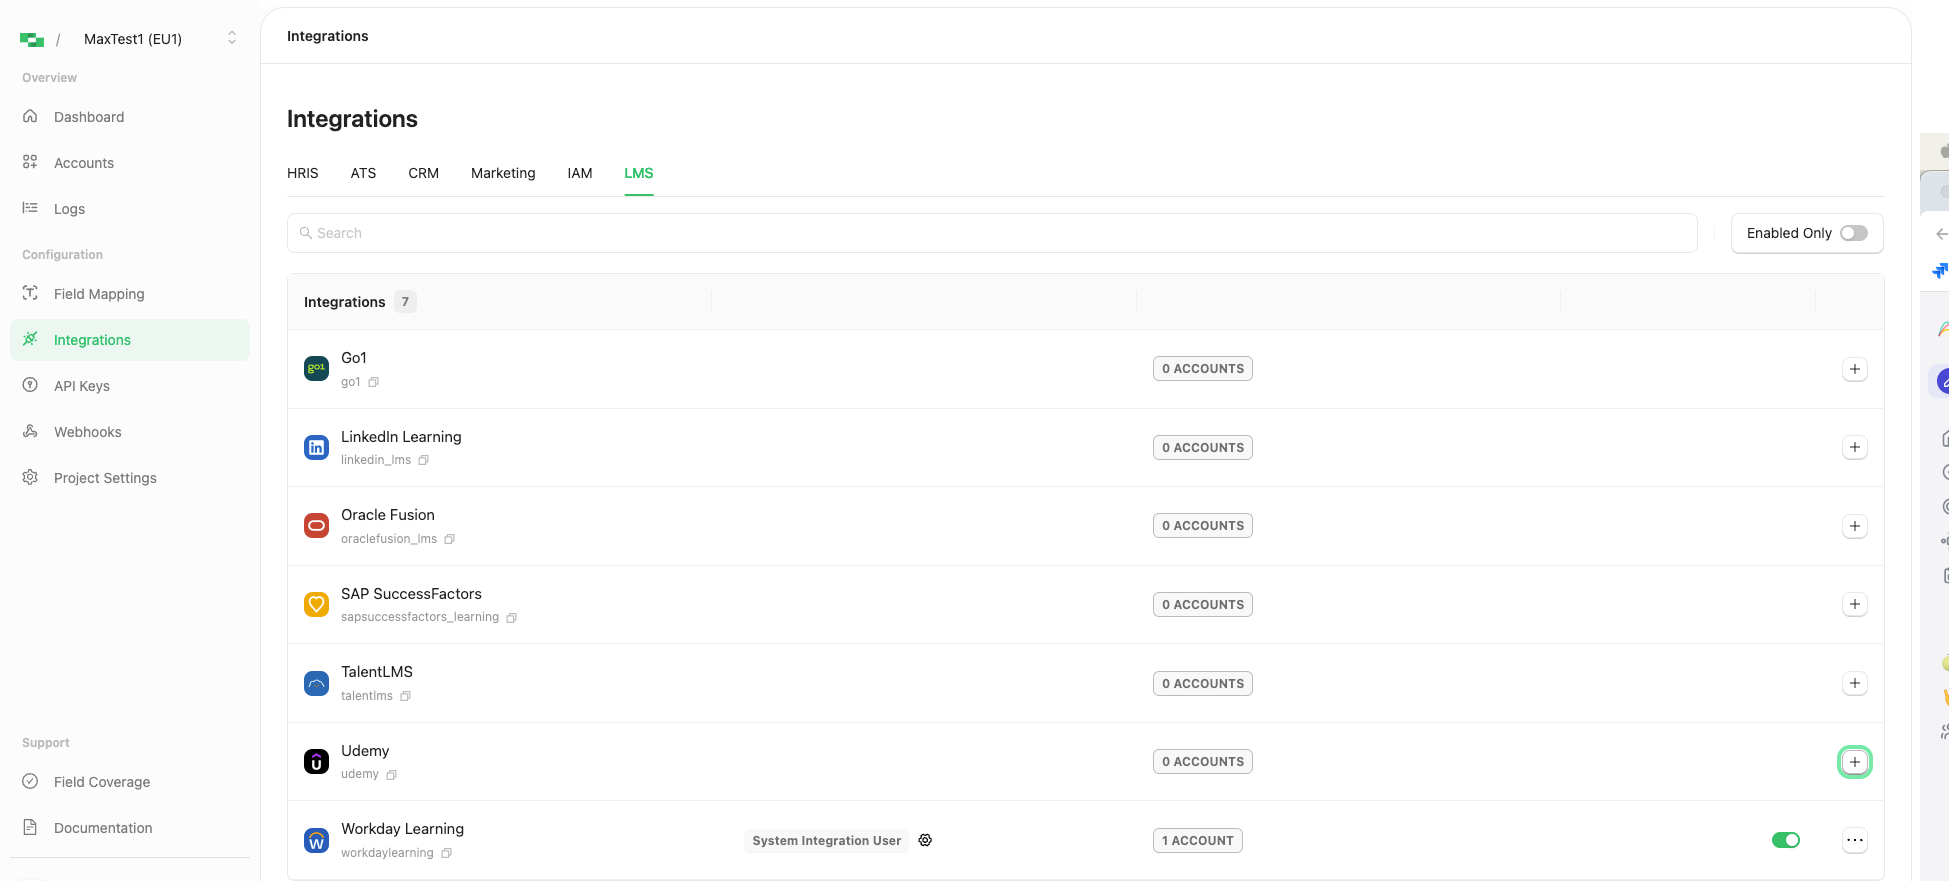 / MaxTest1 (EU1)
Overview
Dashboard
Accounts
Logs
Configuration
Field Mapping
Integrations
API Keys
Webhooks
Project Settings
Support
Field Coverage
Documentation
Integrations
Integrations
HRIS ATS CRM Marketing IAM LMS
Search
Enabled Only
Integrations 7
go1
Go1
go1
0 ACCOUNTS
in
LinkedIn Learning
linkedin_lms
0 ACCOUNTS
Oracle Fusion
oraclefusion_lms
0 ACCOUNTS
SAP SuccessFactors
sapsuccessfactors_learning
0 ACCOUNTS
TalentLMS
talentlms
0 ACCOUNTS
Udemy
udemy
0 ACCOUNTS
Workday Learning
workdaylearning
System Integration User
1 ACCOUNT